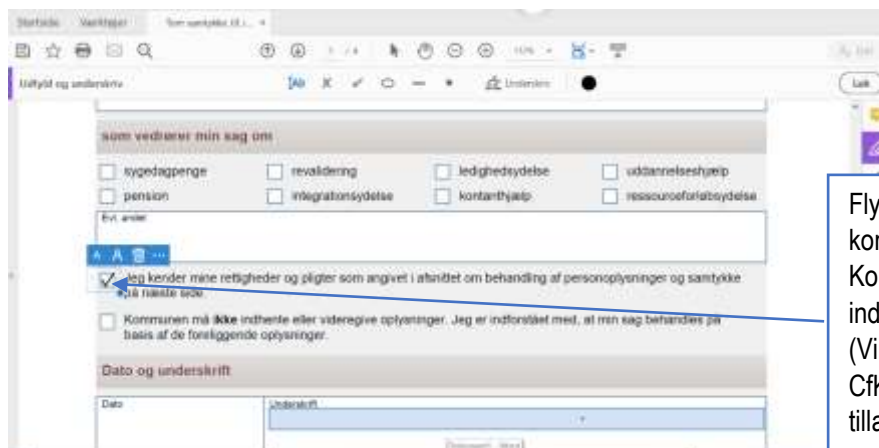 Startside Værktøjer Som samtykke til i...
Udfyld og underskriv Underskriv Luk
som vedrører min sag om
sygedagpenge revalidering ledighedsydelse uddannelseshjælp
pension integrationsydelse kontanthjælp ressourceforløbsydelse
Evt. andet
Jeg kender mine rettigheder og pligter som angivet i afsnittet om behandling af personoplysninger og samtykke
på næste side.
Kommunen må ikke indhente eller videregive oplysninger. Jeg er indforstået med, at min sag behandles på
basis af de foreliggende oplysninger.
Dato og underskrift
Dato Underskrift
Fly
kor
Ko
ind
(Vi
CfK
tilla